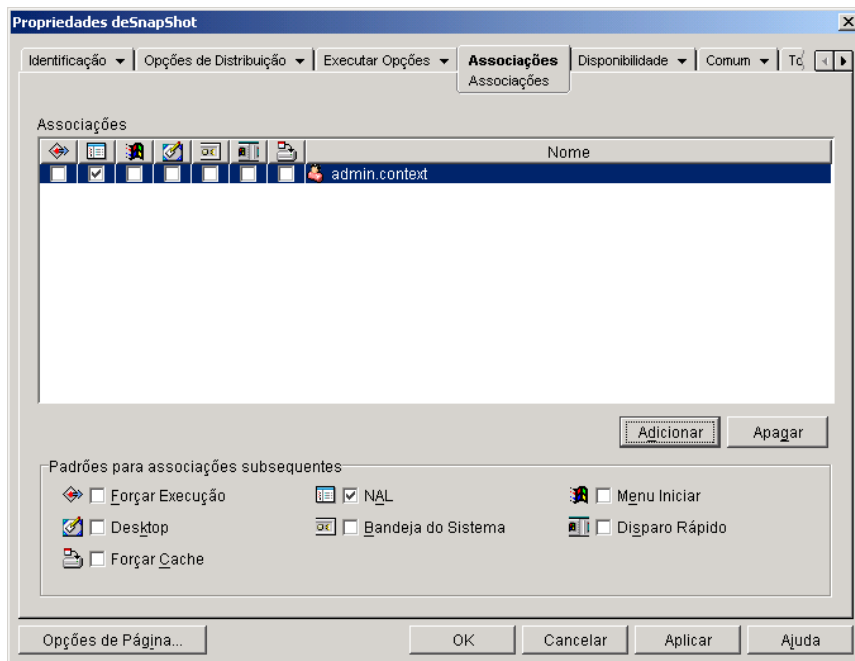 Propriedades deSnapShot
Identificação Opções de Distribuição Executar Opções Associações Disponibilidade Comum
Associações
Associações
Nome
admin.context
Adicionar Apagar
Padrões para associações subsequentes
Forçar Execução NAL Menu Iniciar
Desktop Bandeja do Sistema Disparo Rápido
Forçar Cache
Opções de Página... OK Cancelar Aplicar Ajuda